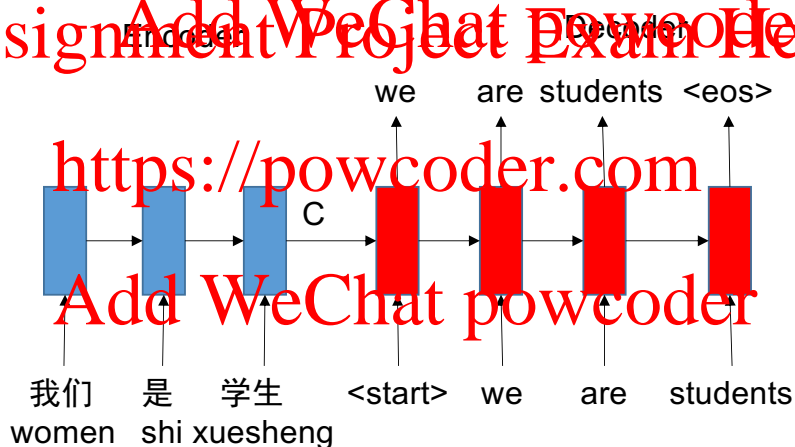 signment Project Exam He
Add WeChat powcode
Encoder
Decoder
we are students <eos>
https://powcoder.com
C
Add WeChat powcoder
我们 是 学生 <start> we are students
women shi xuesheng